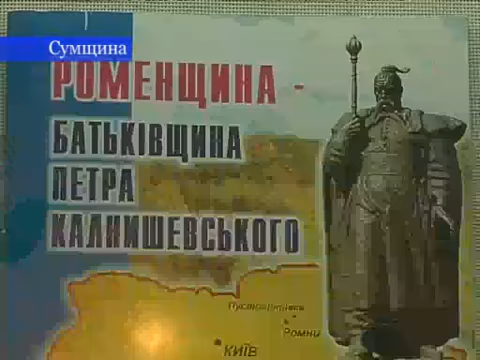 Сумщина
РОМЕНЩИНА -
БАТЬКІВЩИНА
ПЕТРА
КАЛНИШЕВСЬКОГО
Ромни
КИЇВ